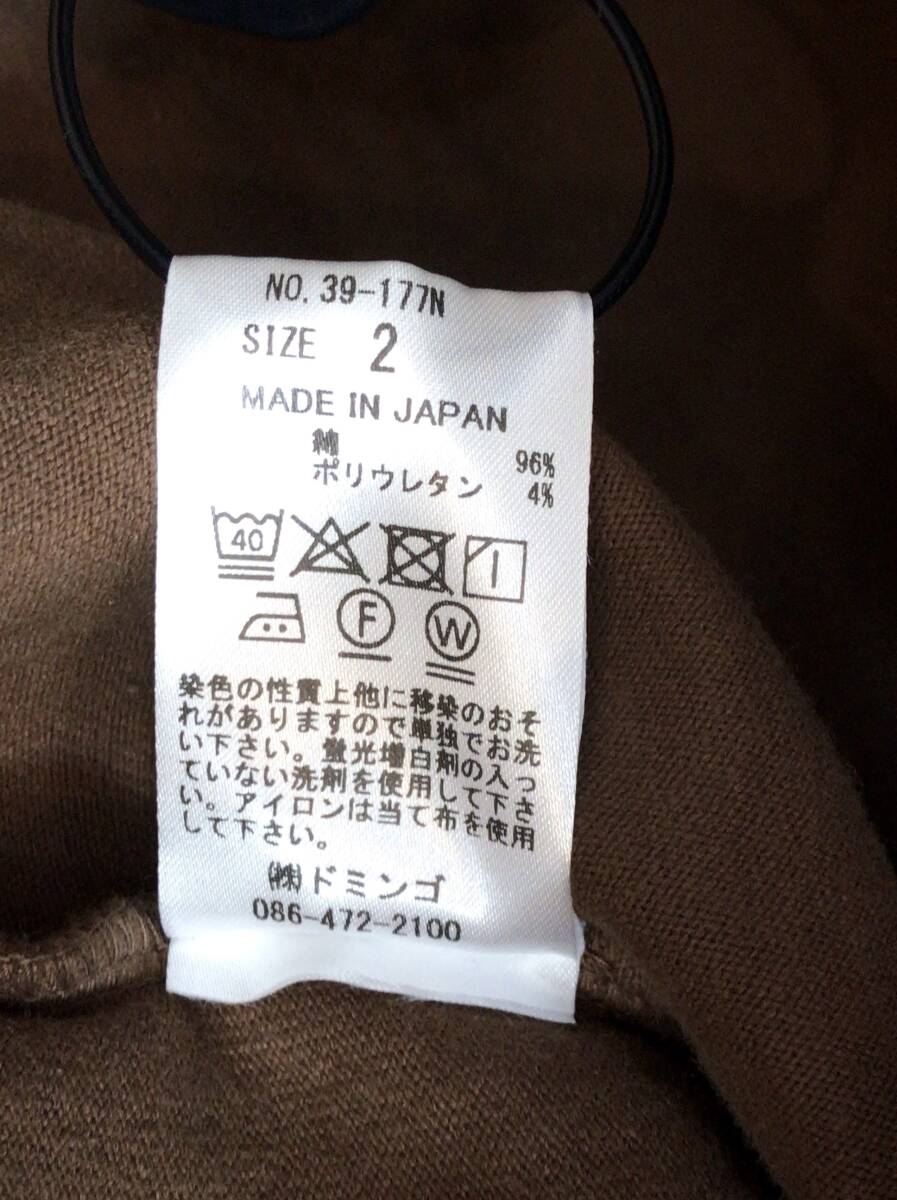 NO. 39-177N
SIZE 2
MADE IN JAPAN
綿 96%
ポリウレタン 4%
40
F W
染色の性質上他に移染のおそ
れがありますので単独でお洗
い下さい。蛍光増白剤の入っ
ていない洗剤を使用して下さ
い。アイロンは当て布を使用
して下さい。
㈱ドミンゴ
086-472-2100